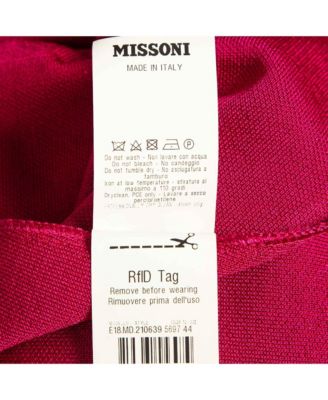 MISSONI
MADE IN ITALY
Do not wash - Non lavare con acqua
Do not bleach - No candeggio
Do not tumble dry - No asciugatura a
tamburo
Iron at low temperature - stiratura al
massimo a 110 gradi
Dryclean, PCE only - Lavare a secco
percloroetilene
RfID Tag
Remove before wearing
Rimuovere prima dell'uso
E18.MD.210639 5697 44